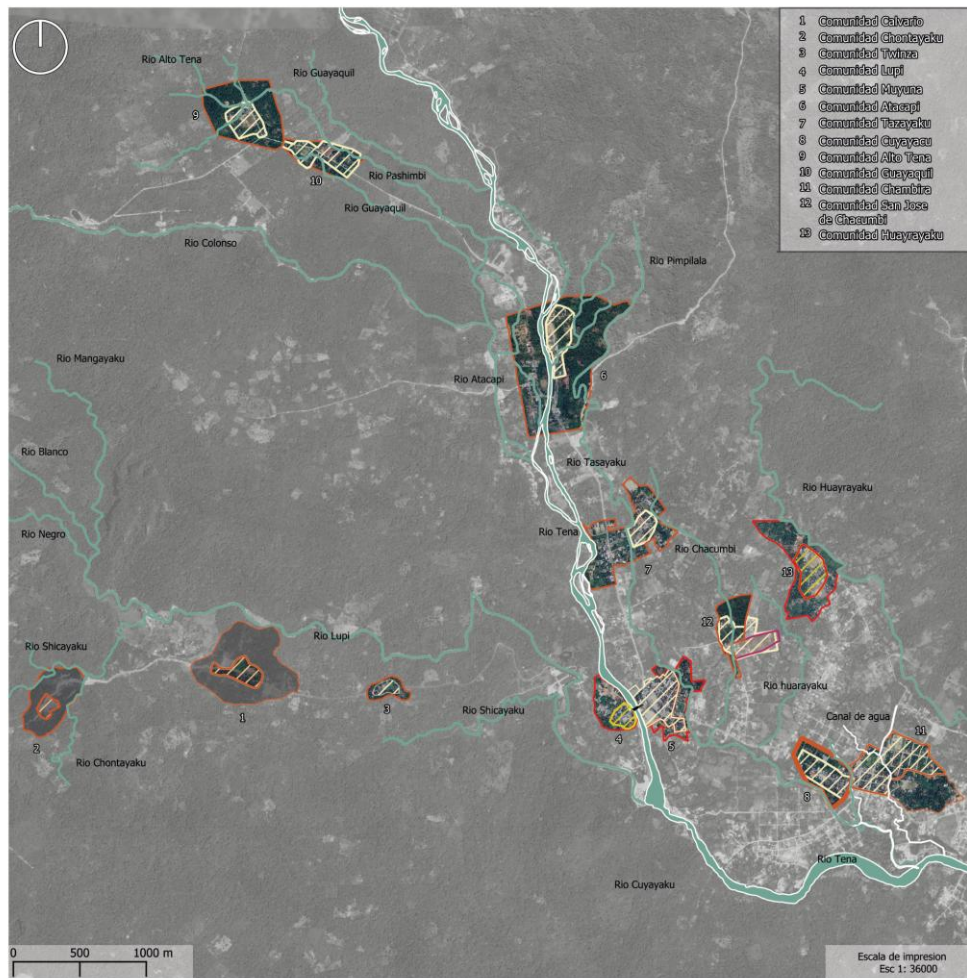 1 Comunidad Calvario
2 Comunidad Chontayaku
3 Comunidad Twinza
4 Comunidad Lupi
5 Comunidad Muyuna
6 Comunidad Atacapi
7 Comunidad Tazayaku
8 Comunidad Cuyayacu
9 Comunidad Alto Tena
10 Comunidad Guayaquil
11 Comunidad Chambira
12 Comunidad San Jose
de Chacumbi
13 Comunidad Huayrayaku
Rio Alto Tena
Rio Guayaquil
9
10
Rio Pashimbi
Rio Guayaquil
Rio Colonso
Rio Pimpilala
Rio Mangayaku
Rio Atacapi
6
Rio Blanco
Rio Tasayaku
Rio Huayrayaku
Rio Negro
Rio Tena
Rio Chacumbi
7
13
12
Rio Lupi
Rio Shicayaku
Rio huarayaku
1
3
2
Rio Shicayaku
Canal de agua
4
5
11
Rio Chontayaku
8
Rio Tena
Rio Cuyayaku
0 500 1000 m
Escala de impresion
Esc 1: 36000